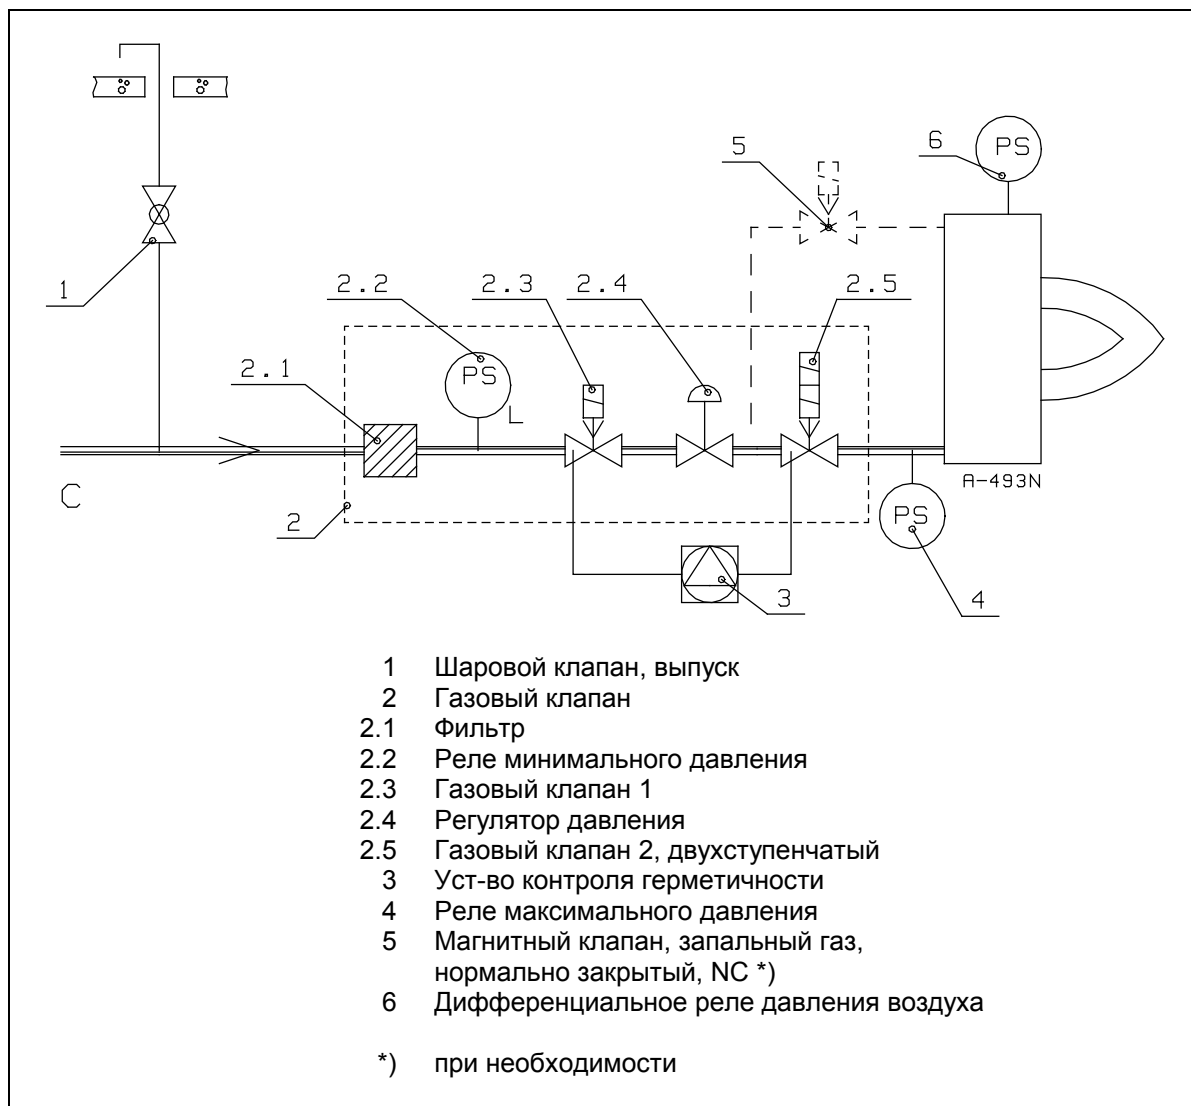 6
PS
5
2.2
2.3
2.4
2.5
1
2.1
PS
L
C
A-493N
2
PS
3
4
1 Шаровой клапан, выпуск
2 Газовый клапан
2.1 Фильтр
2.2 Реле минимального давления
2.3 Газовый клапан 1
2.4 Регулятор давления
2.5 Газовый клапан 2, двухступенчатый
3 Уст-во контроля герметичности
4 Реле максимального давления
5 Магнитный клапан, запальный газ,
нормально закрытый, NC *)
6 Дифференциальное реле давления воздуха
*) при необходимости